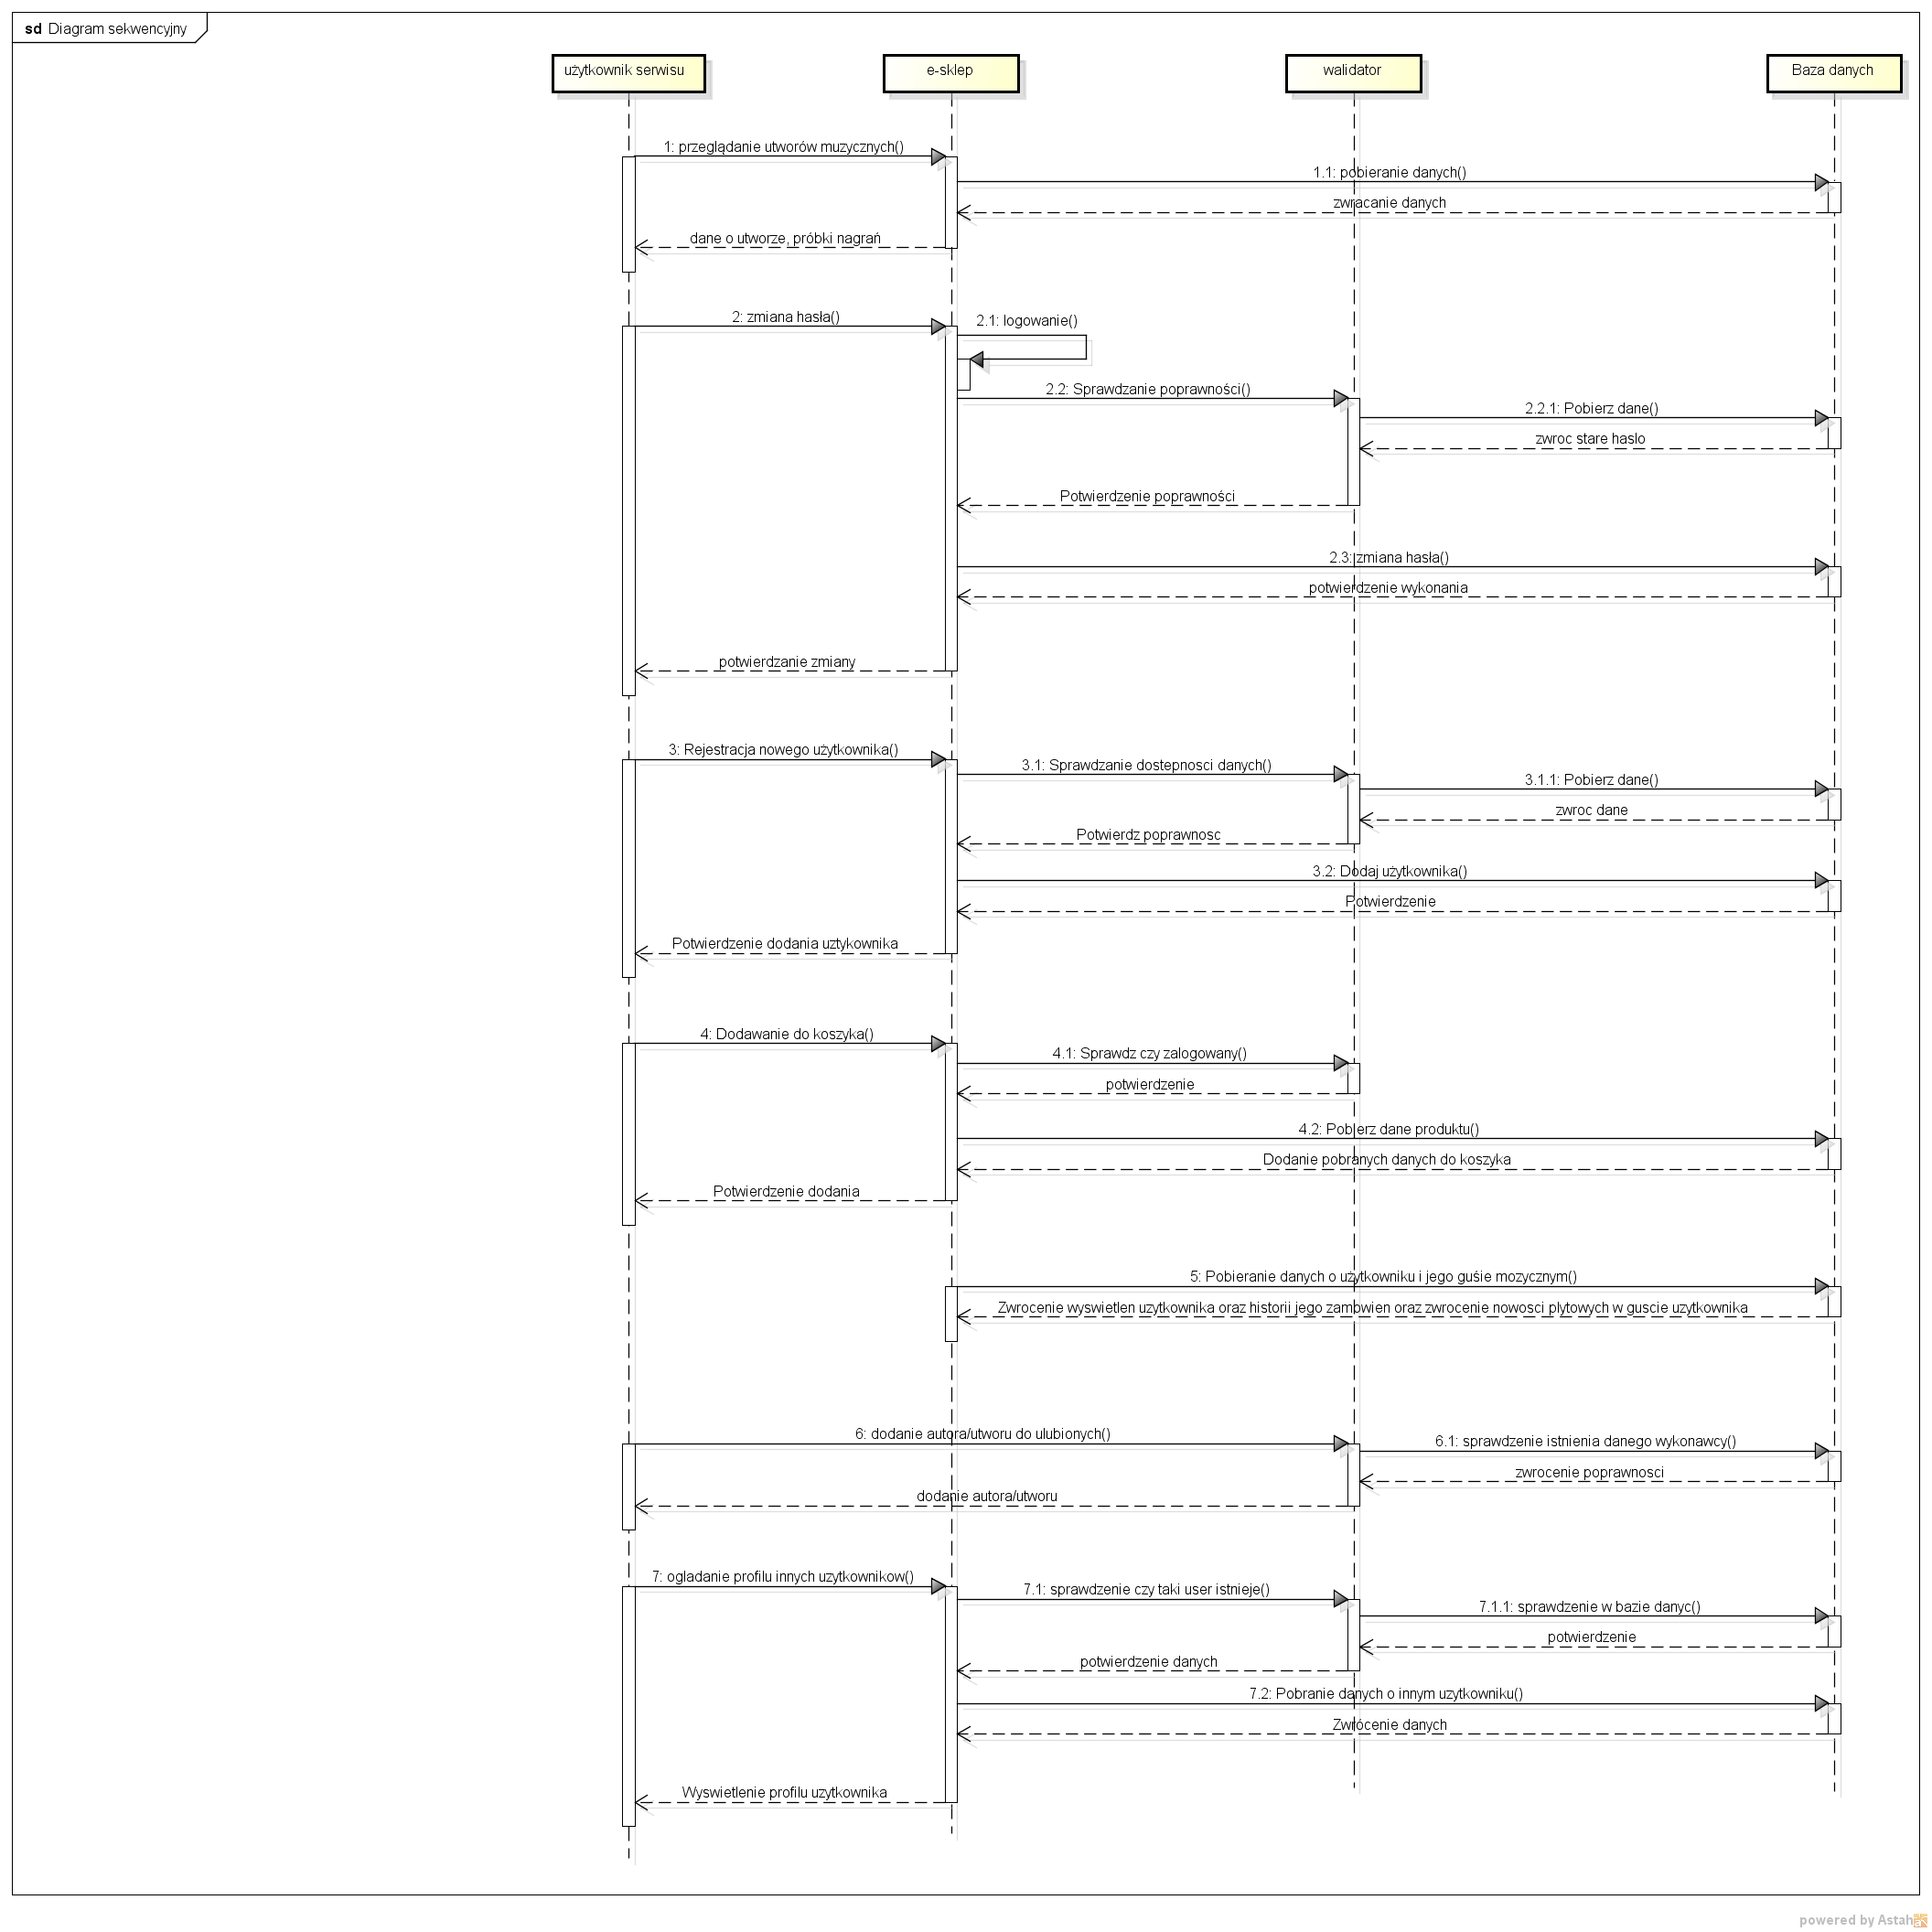 sd Diagram sekwencyjny
użytkownik serwisu
e-sklep
walidator
Baza danych
1: przeglądanie utworów muzycznych()
1.1: pobieranie danych()
zwracanie danych
dane o utworze, próbki nagrań
2: zmiana hasła()
2.1: logowanie()
2.2: Sprawdzanie poprawności()
2.2.1: Pobierz dane()
zwroc stare haslo
Potwierdzenie poprawności
2.3: zmiana hasła()
potwierdzenie wykonania
potwierdzanie zmiany
3: Rejestracja nowego użytkownika()
3.1: Sprawdzanie dostepnosci danych()
3.1.1: Pobierz dane()
zwroc dane
Potwierdz poprawnosc
3.2: Dodaj użytkownika()
Potwierdzenie
Potwierdzenie dodania uztykownika
4: Dodawanie do koszyka()
4.1: Sprawdz czy zalogowany()
potwierdzenie
4.2: Pobierz dane produktu()
Dodanie pobranych danych do koszyka
Potwierdzenie dodania
5: Pobieranie danych o użytkowniku i jego guśie mozycznym()
Zwrocenie wyswietlen uzytkownika oraz historii jego zamowien oraz zwrocenie nowosci plytowych w guscie uzytkownika
6: dodanie autora/utworu do ulubionych()
6.1: sprawdzenie istnienia danego wykonawcy()
zwrocenie poprawnosci
dodanie autora/utworu
7: ogladanie profilu innych uzytkownikow()
7.1: sprawdzenie czy taki user istnieje()
7.1.1: sprawdzenie w bazie danyc()
potwierdzenie
potwierdzenie danych
7.2: Pobranie danych o innym uzytkowniku()
Zwrócenie danych
Wyswietlenie profilu uzytkownika
powered by Astah